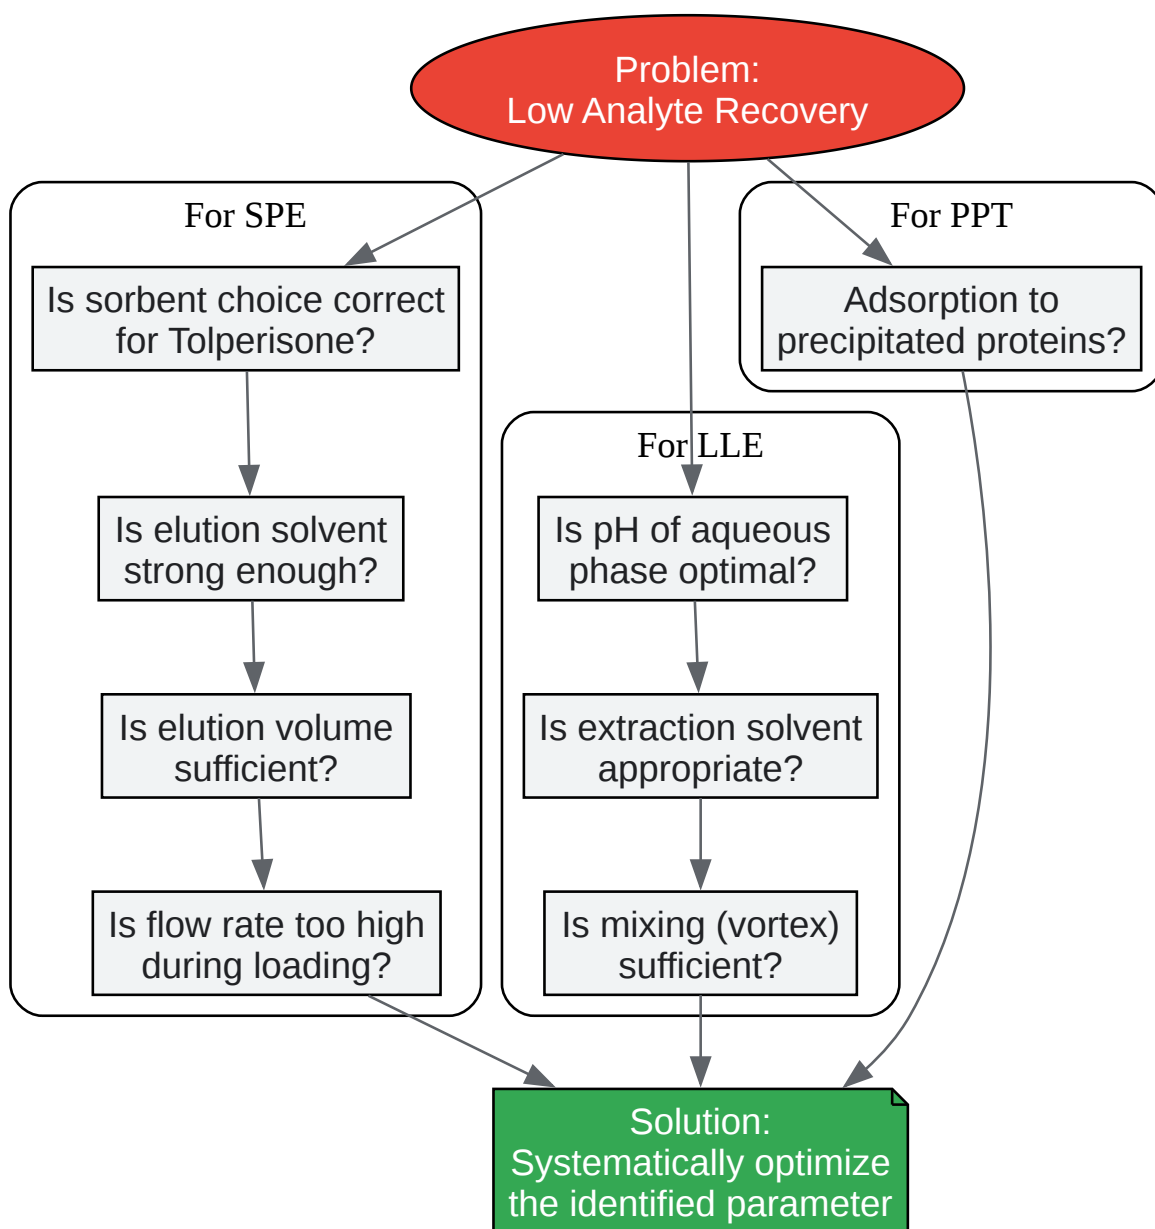 Problem:
Low Analyte Recovery
For SPE
Is sorbent choice correct
for Tolperisone?
Is elution solvent
strong enough?
Is elution volume
sufficient?
Is flow rate too high
during loading?
For LLE
Is pH of aqueous
phase optimal?
Is extraction solvent
appropriate?
Is mixing (vortex)
sufficient?
For PPT
Adsorption to
precipitated proteins?
Solution:
Systematically optimize
the identified parameter